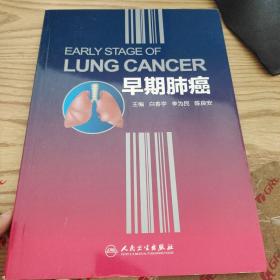 EARLY STAGE OF
LUNG CANCER
早期肺癌
主编 白春学 李为民 陈良安
人民卫生出版社